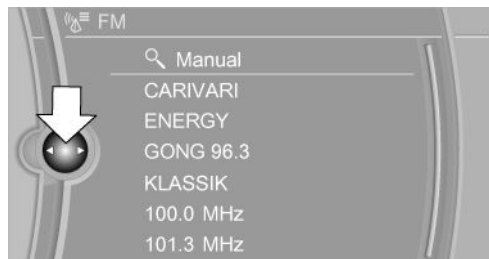 FM
Manual
CARIVARI
ENERGY
GONG 96.3
KLASSIK
100.0 MHz
101.3 MHz